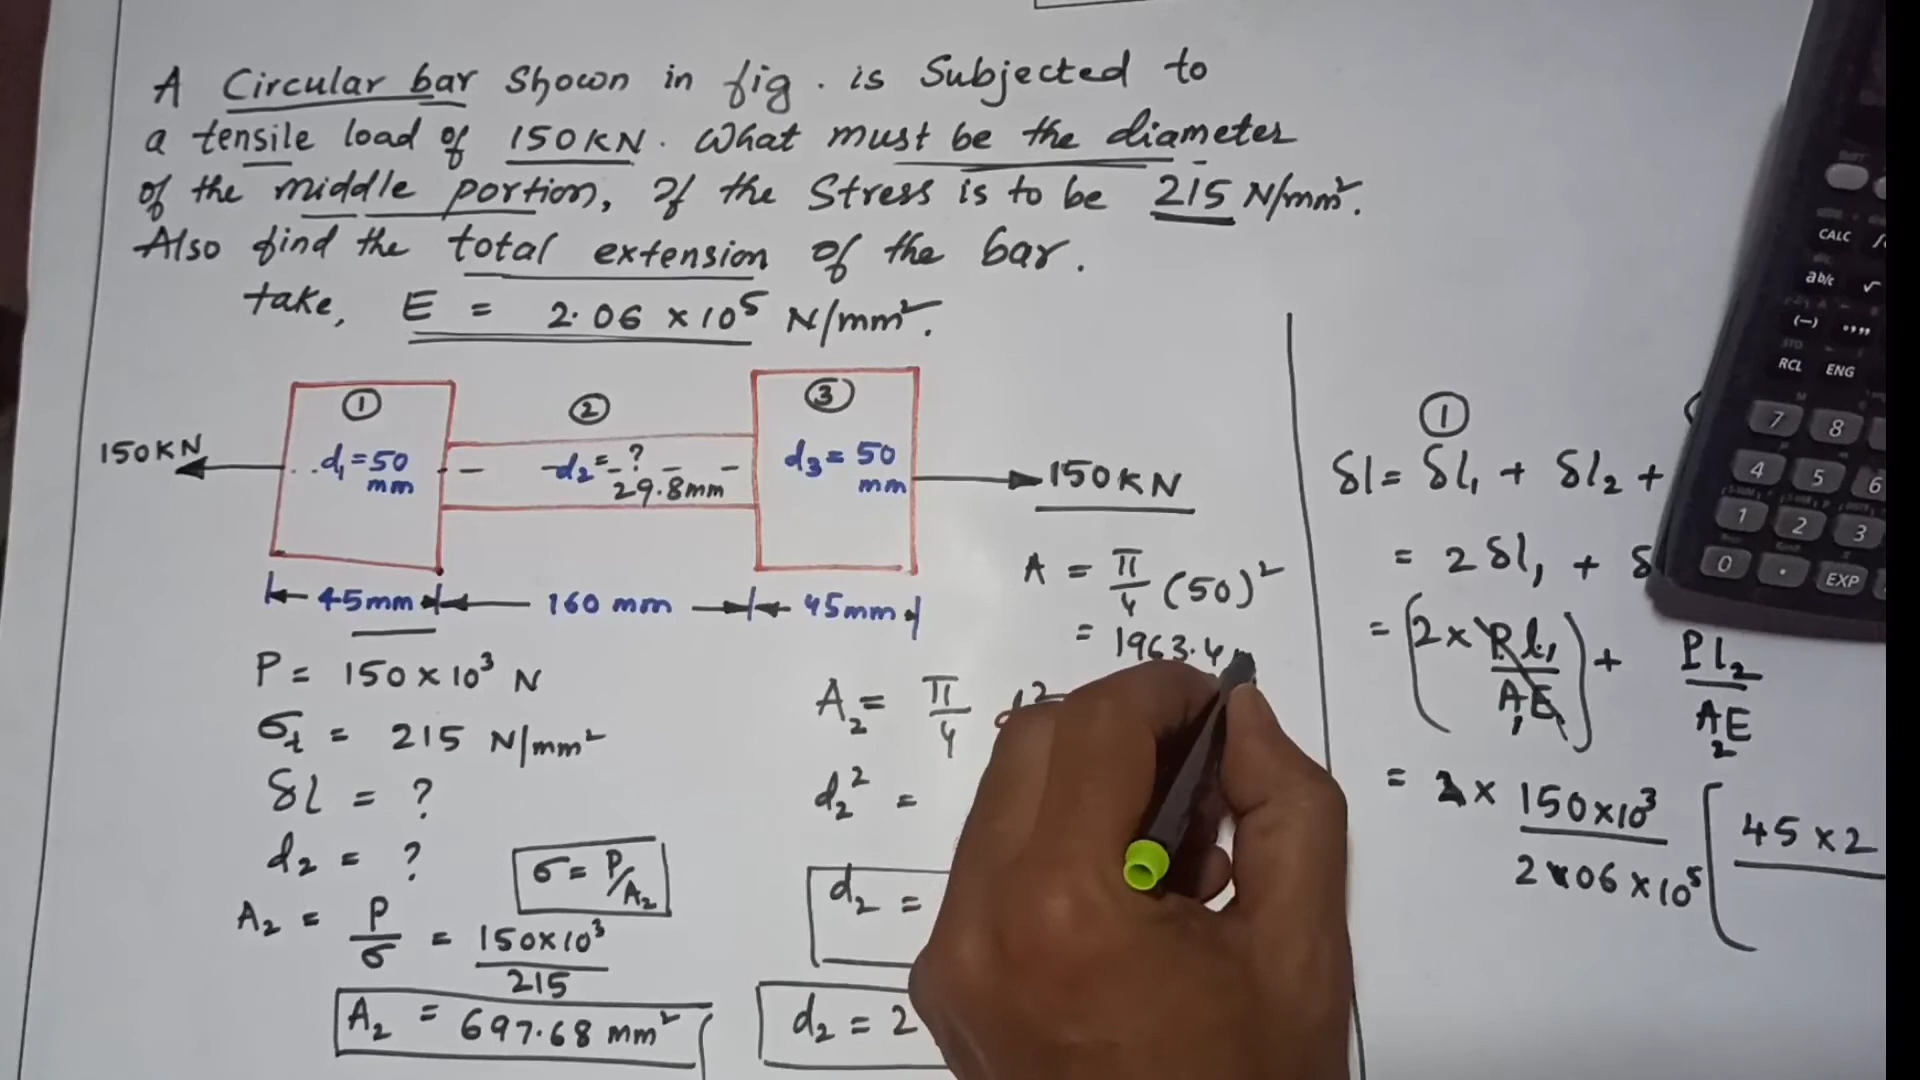 A Circular bar Shown in fig. is Subjected to
a tensile load of 150KN. What must be the diameter
of the middle portion, If the Stress is to be 215 N/mm².
Also find the total extension of the bar.
take, E = 2.06 × 10⁵ N/mm².
① ② ③
150KN d₁=50 mm d₂=? 29.8mm d₃=50 mm 150KN
45mm 160 mm 45mm
P = 150×10³ N
σt = 215 N/mm²
δl = ?
d₂ = ?
σ = P/A₂
A₂ = P/σ = 150×10³/215
A₂ = 697.68 mm²
A = π/4 (50)²
= 1963.4
A₂ = π/4 d²
d₂² =
d₂ =
d₂ = 2
①
δl = δl₁ + δl₂ +
= 2δl₁ + δ
= (2 × Pl₁/A₁E) + Pl₂/A₂E
= × 150×10³/2.06×10⁵ [45×2
CALC
ab/c √
(−) °,,,
STO
RCL ENG
7 8
4 5 6
1 2 3
0 . EXP